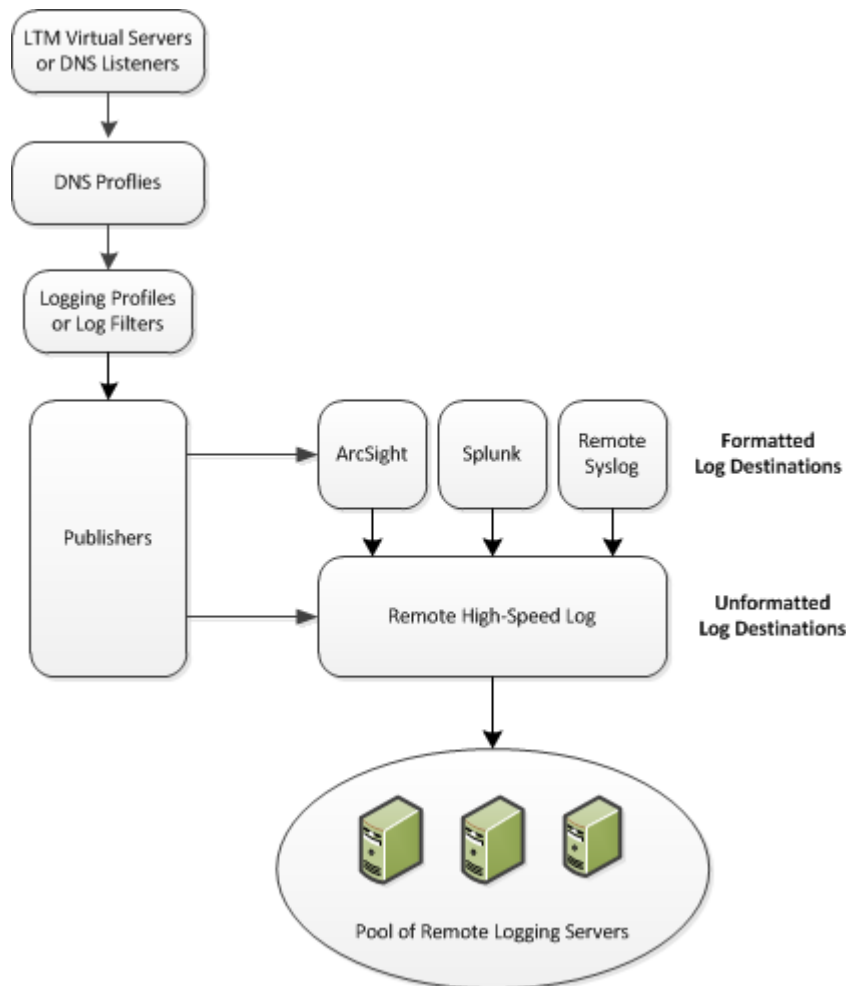 LTM Virtual Servers
or DNS Listeners
DNS Proflies
Logging Profiles
or Log Filters
Publishers
ArcSight
Splunk
Remote
Syslog
Formatted
Log Destinations
Remote High-Speed Log
Unformatted
Log Destinations
Pool of Remote Logging Servers